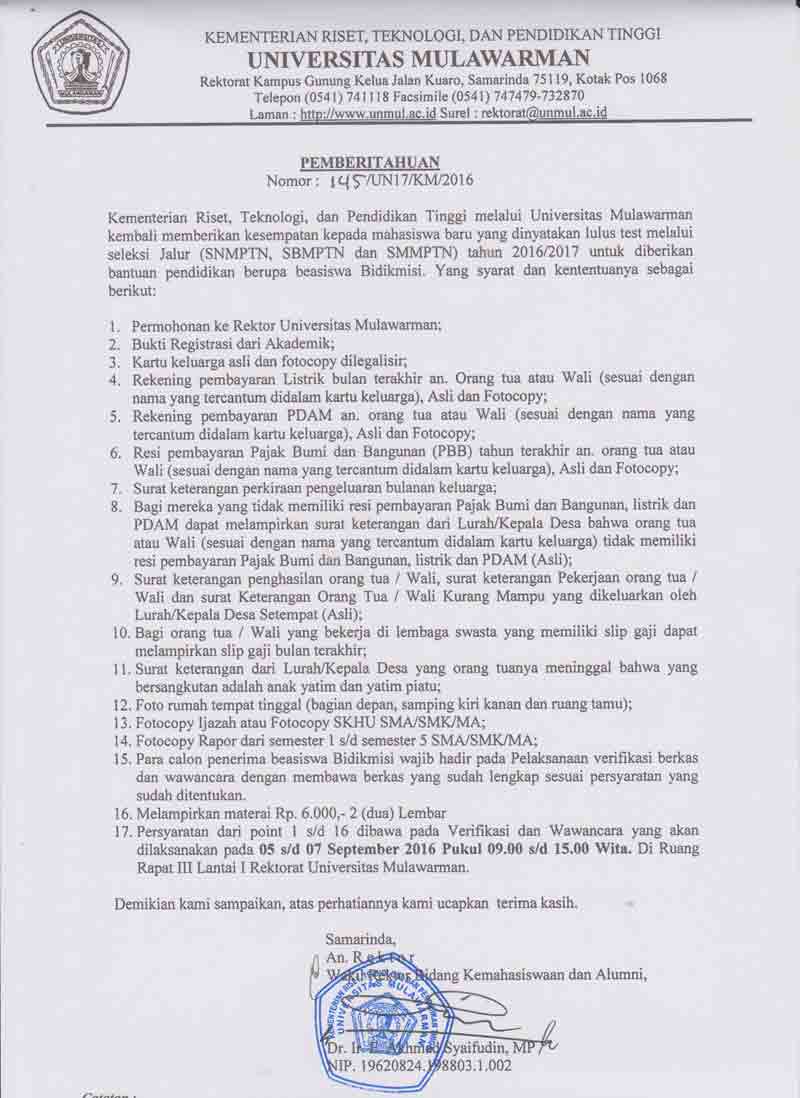 KEMENTERIAN RISET, TEKNOLOGI, DAN PENDIDIKAN TINGGI
UNIVERSITAS MULAWARMAN
Rektorat Kampus Gunung Kelua Jalan Kuaro, Samarinda 75119, Kotak Pos 1068
Telepon (0541) 741118 Facsimile (0541) 747479-732870
Laman : http://www.unmul.ac.id Surel : rektorat@unmul.ac.id
PEMBERITAHUAN
Nomor : 145/UN17/KM/2016
Kementerian Riset, Teknologi, dan Pendidikan Tinggi melalui Universitas Mulawarman
kembali memberikan kesempatan kepada mahasiswa baru yang dinyatakan lulus test melalui
seleksi Jalur (SNMPTN, SBMPTN dan SMMPTN) tahun 2016/2017 untuk diberikan
bantuan pendidikan berupa beasiswa Bidikmisi. Yang syarat dan kententuanya sebagai
berikut:
1. Permohonan ke Rektor Universitas Mulawarman;
2. Bukti Registrasi dari Akademik;
3. Kartu keluarga asli dan fotocopy dilegalisir;
4. Rekening pembayaran Listrik bulan terakhir an. Orang tua atau Wali (sesuai dengan
nama yang tercantum didalam kartu keluarga), Asli dan Fotocopy;
5. Rekening pembayaran PDAM an. orang tua atau Wali (sesuai dengan nama yang
tercantum didalam kartu keluarga), Asli dan Fotocopy;
6. Resi pembayaran Pajak Bumi dan Bangunan (PBB) tahun terakhir an. orang tua atau
Wali (sesuai dengan nama yang tercantum didalam kartu keluarga), Asli dan Fotocopy;
7. Surat keterangan perkiraan pengeluaran bulanan keluarga;
8. Bagi mereka yang tidak memiliki resi pembayaran Pajak Bumi dan Bangunan, listrik dan
PDAM dapat melampirkan surat keterangan dari Lurah/Kepala Desa bahwa orang tua
atau Wali (sesuai dengan nama yang tercantum didalam kartu keluarga) tidak memiliki
resi pembayaran Pajak Bumi dan Bangunan, listrik dan PDAM (Asli);
9. Surat keterangan penghasilan orang tua / Wali, surat keterangan Pekerjaan orang tua /
Wali dan surat Keterangan Orang Tua / Wali Kurang Mampu yang dikeluarkan oleh
Lurah/Kepala Desa Setempat (Asli);
10. Bagi orang tua / Wali yang bekerja di lembaga swasta yang memiliki slip gaji dapat
melampirkan slip gaji bulan terakhir;
11. Surat keterangan dari Lurah/Kepala Desa yang orang tuanya meninggal bahwa yang
bersangkutan adalah anak yatim dan yatim piatu;
12. Foto rumah tempat tinggal (bagian depan, samping kiri kanan dan ruang tamu);
13. Fotocopy Ijazah atau Fotocopy SKHU SMA/SMK/MA;
14. Fotocopy Rapor dari semester 1 s/d semester 5 SMA/SMK/MA;
15. Para calon penerima beasiswa Bidikmisi wajib hadir pada Pelaksanaan verifikasi berkas
dan wawancara dengan membawa berkas yang sudah lengkap sesuai persyaratan yang
sudah ditentukan.
16. Melampirkan materai Rp. 6.000,- 2 (dua) Lembar
17. Persyaratan dari point 1 s/d 16 dibawa pada Verifikasi dan Wawancara yang akan
dilaksanakan pada 05 s/d 07 September 2016 Pukul 09.00 s/d 15.00 Wita. Di Ruang
Rapat III Lantai I Rektorat Universitas Mulawarman.
Demikian kami sampaikan, atas perhatiannya kami ucapkan terima kasih.
Samarinda,
An. R e k t o r
Wakil Rektor Bidang Kemahasiswaan dan Alumni,
UNIVERSITAS MULAWARMAN
Dr. Ir. Akhmad Syaifudin, MP
NIP. 19620824.198803.1.002
Catatan :